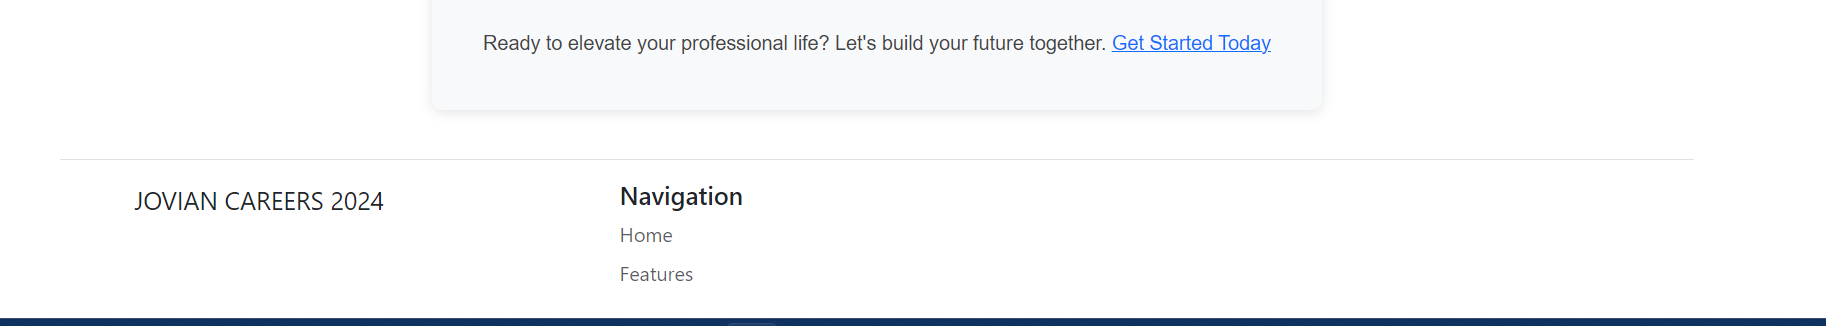 Ready to elevate your professional life? Let's build your future together. Get Started Today
JOVIAN CAREERS 2024
Navigation
Home
Features